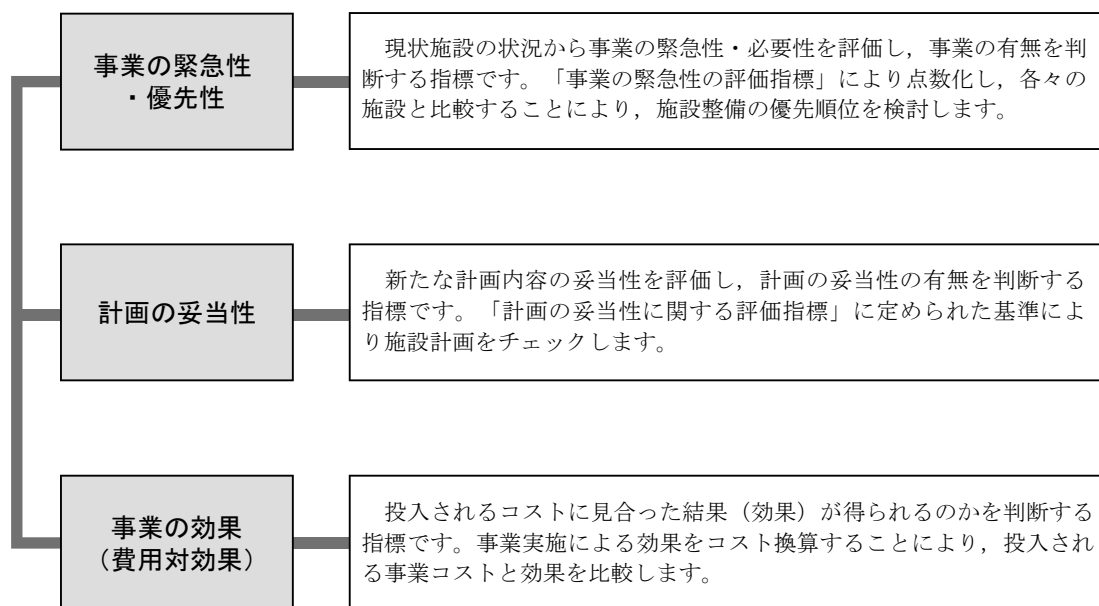 事業の緊急性
・優先性
現状施設の状況から事業の緊急性・必要性を評価し，事業の有無を判
断する指標です。「事業の緊急性の評価指標」により点数化し，各々の
施設と比較することにより，施設整備の優先順位を検討します。
計画の妥当性
新たな計画内容の妥当性を評価し，計画の妥当性の有無を判断する
指標です。「計画の妥当性に関する評価指標」に定められた基準によ
り施設計画をチェックします。
事業の効果
（費用対効果）
投入されるコストに見合った結果（効果）が得られるのかを判断する
指標です。事業実施による効果をコスト換算することにより，投入され
る事業コストと効果を比較します。